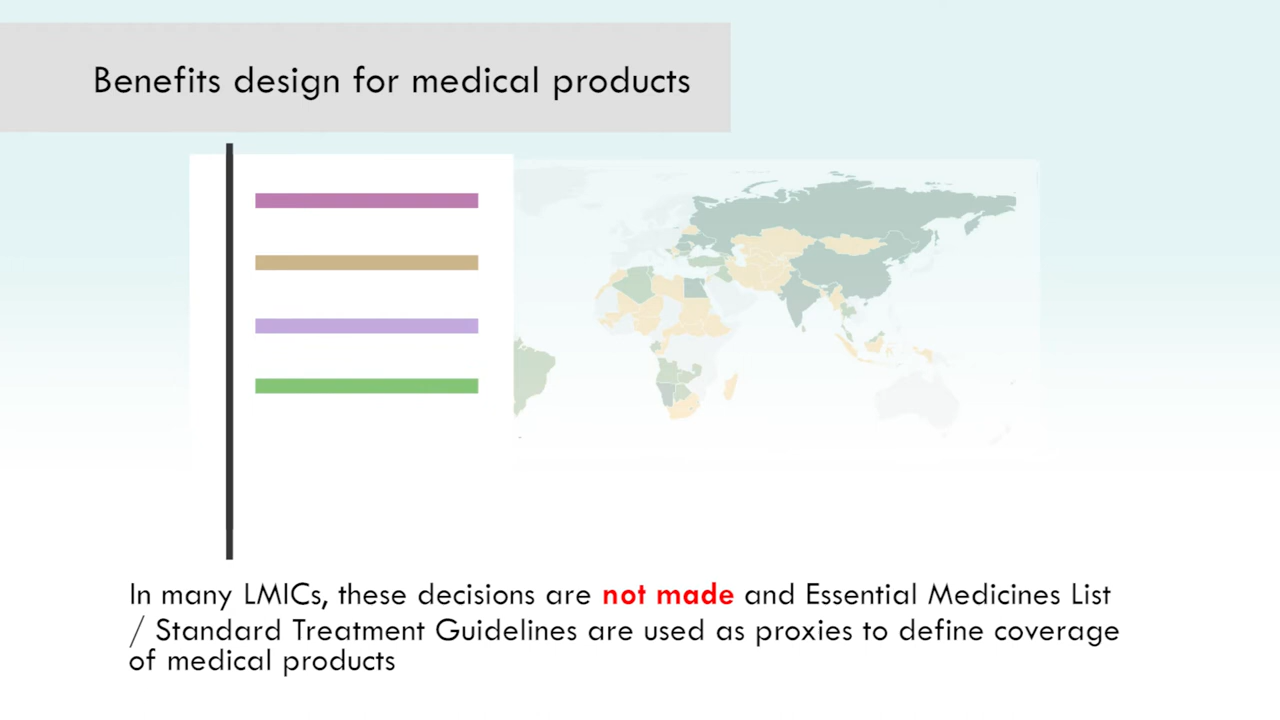 Benefits design for medical products
In many LMICs, these decisions are not made and Essential Medicines List
/ Standard Treatment Guidelines are used as proxies to define coverage
of medical products